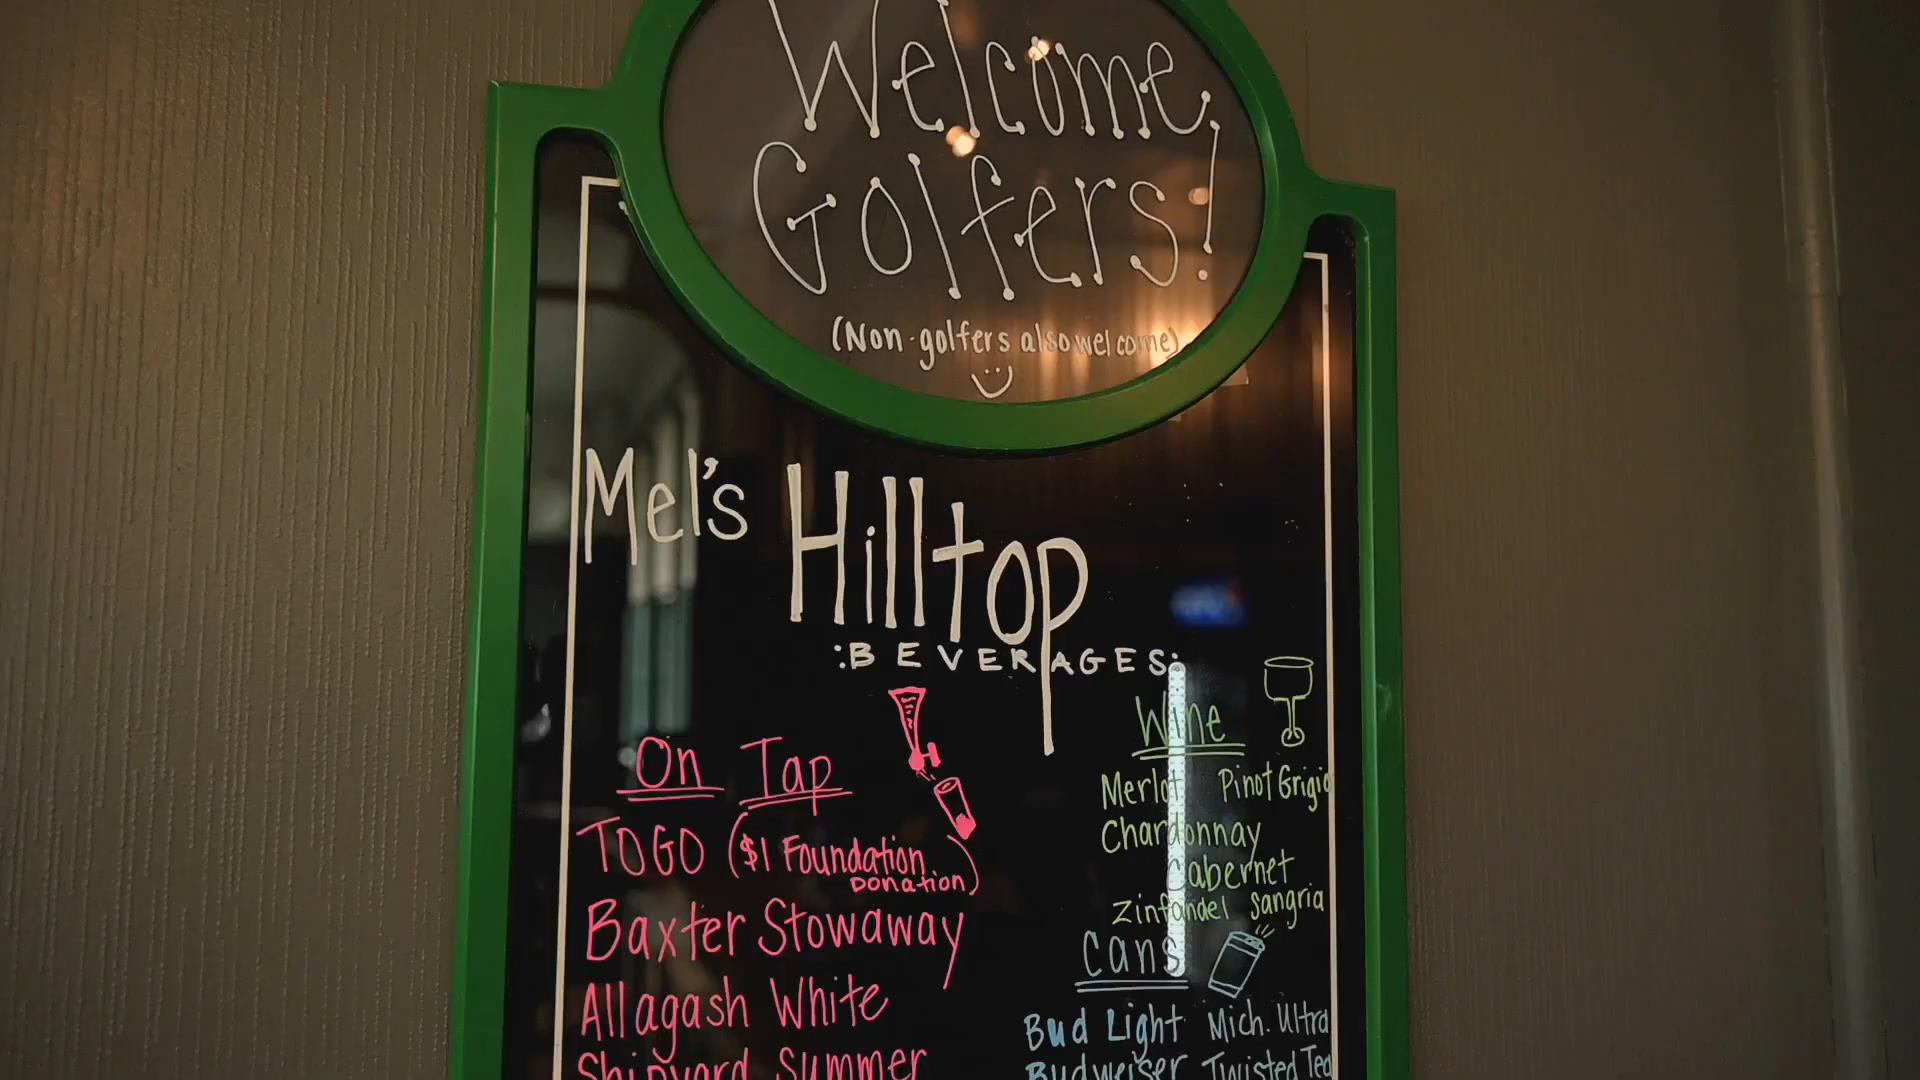 Welcome,
Golfers!
(Non-golfers also welcome)
Mel's Hilltop
:BEVERAGES:
On Tap
TOGO ($1 Foundation Donation)
Baxter Stowaway
Allagash White
Shipyard Summer
Wine
Merlot Pinot Grigio
Chardonnay
Cabernet
Zinfandel Sangria
Cans
Bud Light Mich. Ultra
Budweiser Twisted Tea